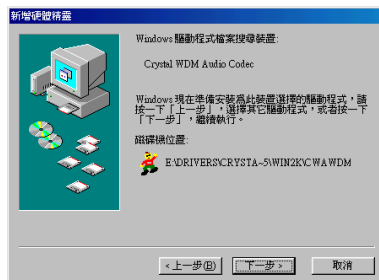 新增硬體精靈
Windows 驅動程式檔案搜尋裝置:
Crystal WDM Audio Codec
Windows 現在準備安裝為此裝置選擇的驅動程式，請
按一下「上一步」，選擇其它驅動程式，或者按一下
「下一步」，繼續執行。
磁碟機位置:
E:\DRIVERS\CRYSTA~5\WIN2K\CWAWDM
<上一步(B) 下一步 > 取消